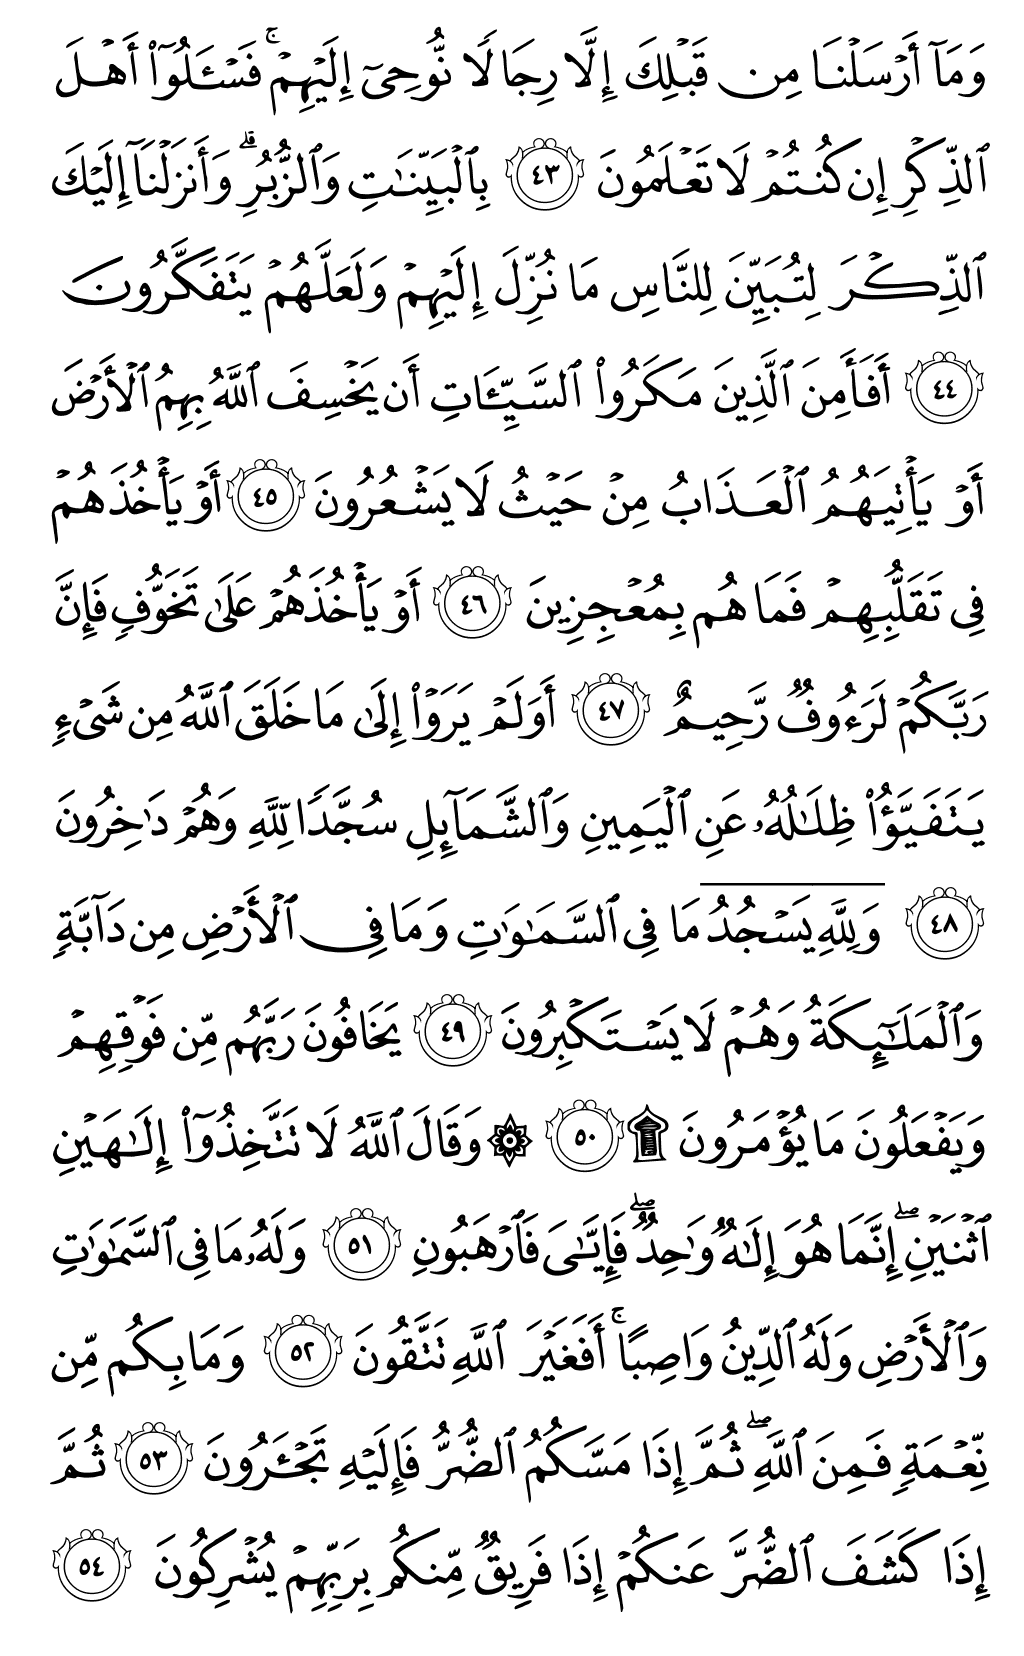 وَمَآ أَرۡسَلۡنَا مِن قَبۡلِكَ إِلَّا رِجَالٗا نُّوحِيٓ إِلَيۡهِمۡۖ فَسۡـَٔلُوٓاْ أَهۡلَ
ٱلذِّكۡرِ إِن كُنتُمۡ لَا تَعۡلَمُونَ ٤٣ بِٱلۡبَيِّنَٰتِ وَٱلزُّبُرِۗ وَأَنزَلۡنَآ إِلَيۡكَ
ٱلذِّكۡرَ لِتُبَيِّنَ لِلنَّاسِ مَا نُزِّلَ إِلَيۡهِمۡ وَلَعَلَّهُمۡ يَتَفَكَّرُونَ
٤٤ أَفَأَمِنَ ٱلَّذِينَ مَكَرُواْ ٱلسَّيِّـَٔاتِ أَن يَخۡسِفَ ٱللَّهُ بِهِمُ ٱلۡأَرۡضَ
أَوۡ يَأۡتِيَهُمُ ٱلۡعَذَابُ مِنۡ حَيۡثُ لَا يَشۡعُرُونَ ٤٥ أَوۡ يَأۡخُذَهُمۡ
فِي تَقَلُّبِهِمۡ فَمَا هُم بِمُعۡجِزِينَ ٤٦ أَوۡ يَأۡخُذَهُمۡ عَلَىٰ تَخَوُّفٖ فَإِنَّ
رَبَّكُمۡ لَرَءُوفٞ رَّحِيمٌ ٤٧ أَوَلَمۡ يَرَوۡاْ إِلَىٰ مَا خَلَقَ ٱللَّهُ مِن شَيۡءٖ
يَتَفَيَّؤُاْ ظِلَٰلُهُۥ عَنِ ٱلۡيَمِينِ وَٱلشَّمَآئِلِ سُجَّدٗا لِّلَّهِ وَهُمۡ دَٰخِرُونَ
٤٨ وَلِلَّهِ يَسۡجُدُۤ مَا فِي ٱلسَّمَٰوَٰتِ وَمَا فِي ٱلۡأَرۡضِ مِن دَآبَّةٖ
وَٱلۡمَلَٰٓئِكَةُ وَهُمۡ لَا يَسۡتَكۡبِرُونَ ٤٩ يَخَافُونَ رَبَّهُم مِّن فَوۡقِهِمۡ
وَيَفۡعَلُونَ مَا يُؤۡمَرُونَ ۩ ٥٠ ۞ وَقَالَ ٱللَّهُ لَا تَتَّخِذُوٓاْ إِلَٰهَيۡنِ
ٱثۡنَيۡنِۖ إِنَّمَا هُوَ إِلَٰهٞ وَٰحِدٞۖ فَإِيَّٰيَ فَٱرۡهَبُونِ ٥١ وَلَهُۥ مَا فِي ٱلسَّمَٰوَٰتِ
وَٱلۡأَرۡضِ وَلَهُ ٱلدِّينُ وَاصِبًاۚ أَفَغَيۡرَ ٱللَّهِ تَتَّقُونَ ٥٢ وَمَا بِكُم مِّن
نِّعۡمَةٖ فَمِنَ ٱللَّهِۖ ثُمَّ إِذَا مَسَّكُمُ ٱلضُّرُّ فَإِلَيۡهِ تَجۡـَٔرُونَ ٥٣ ثُمَّ
إِذَا كَشَفَ ٱلضُّرَّ عَنكُمۡ إِذَا فَرِيقٞ مِّنكُم بِرَبِّهِمۡ يُشۡرِكُونَ ٥٤